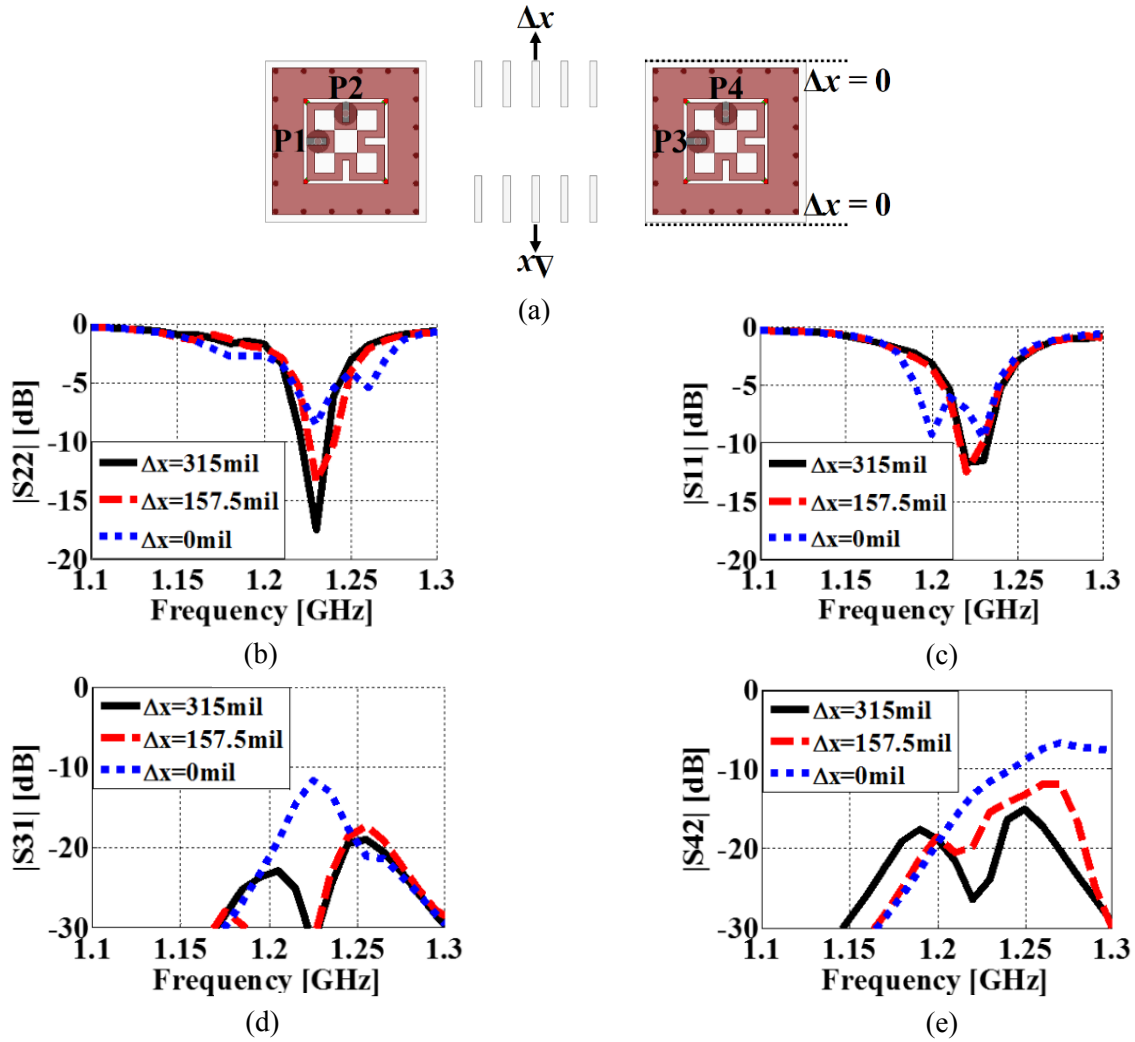 Δx
P2
P4
Δx = 0
P1
P3
Δx = 0
Δx
(a)
0
-5
-10
-15
-20
|S22| [dB]
Δx=315mil
Δx=157.5mil
Δx=0mil
1.1 1.15 1.2 1.25 1.3
Frequency [GHz]
(b)
0
-5
-10
-15
-20
|S11| [dB]
Δx=315mil
Δx=157.5mil
Δx=0mil
1.1 1.15 1.2 1.25 1.3
Frequency [GHz]
(c)
0
-10
-20
-30
|S31| [dB]
Δx=315mil
Δx=157.5mil
Δx=0mil
1.1 1.15 1.2 1.25 1.3
Frequency [GHz]
(d)
0
-10
-20
-30
|S42| [dB]
Δx=315mil
Δx=157.5mil
Δx=0mil
1.1 1.15 1.2 1.25 1.3
Frequency [GHz]
(e)